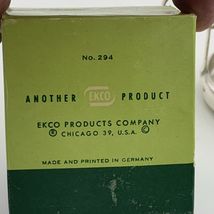 No. 294
ANOTHER EKCO PRODUCT
EKCO PRODUCTS COMPANY
® CHICAGO 39, U.S.A. ©
MADE AND PRINTED IN GERMANY